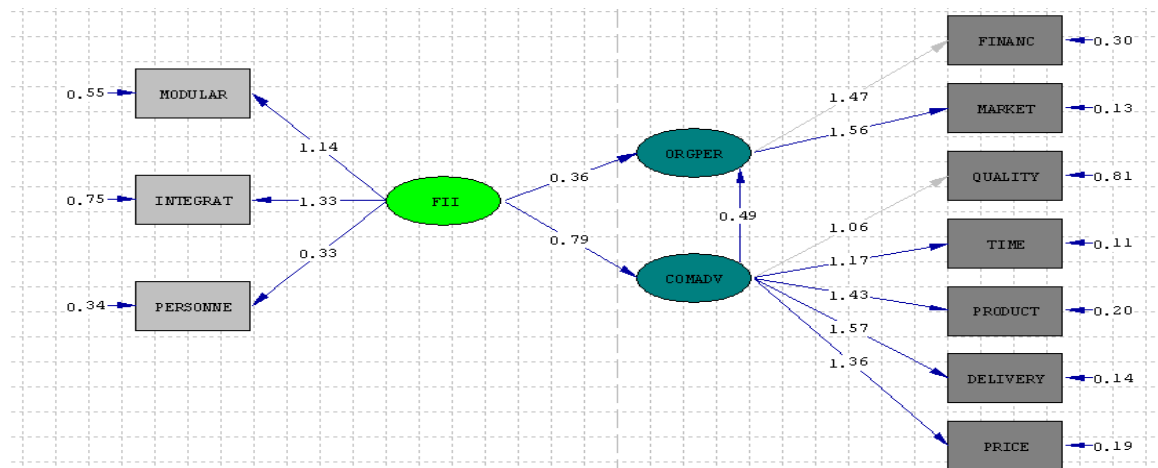 FINANC
0.30
0.55
MODULAR
1.47
MARKET
0.13
1.56
1.14
ORGPER
0.36
QUALITY
0.81
0.75
INTEGRAT
1.33
FII
0.49
1.06
0.79
TIME
0.11
0.33
1.17
COMADV
1.43
0.34
PERSONNE
PRODUCT
0.20
1.57
1.36
DELIVERY
0.14
PRICE
0.19